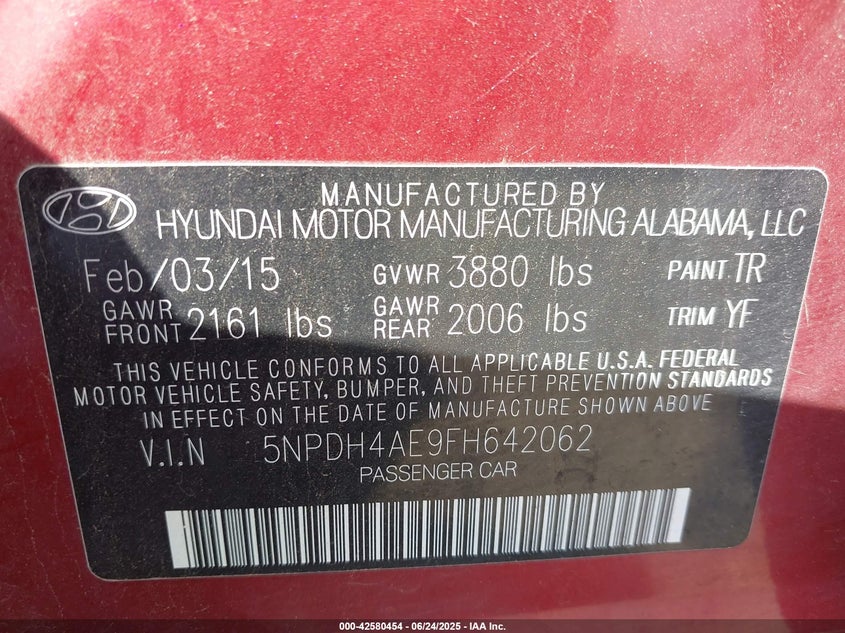 MANUFACTURED BY
HYUNDAI MOTOR MANUFACTURING ALABAMA, LLC
Feb/03/15 GVWR 3880 lbs PAINT TR
GAWR FRONT 2161 lbs GAWR REAR 2006 lbs TRIM YF
THIS VEHICLE CONFORMS TO ALL APPLICABLE U.S.A. FEDERAL
MOTOR VEHICLE SAFETY, BUMPER, AND THEFT PREVENTION STANDARDS
IN EFFECT ON THE DATE OF MANUFACTURE SHOWN ABOVE
V.I.N 5NPDH4AE9FH642062
PASSENGER CAR
000-42580454 - 06/24/2025 - IAA Inc.